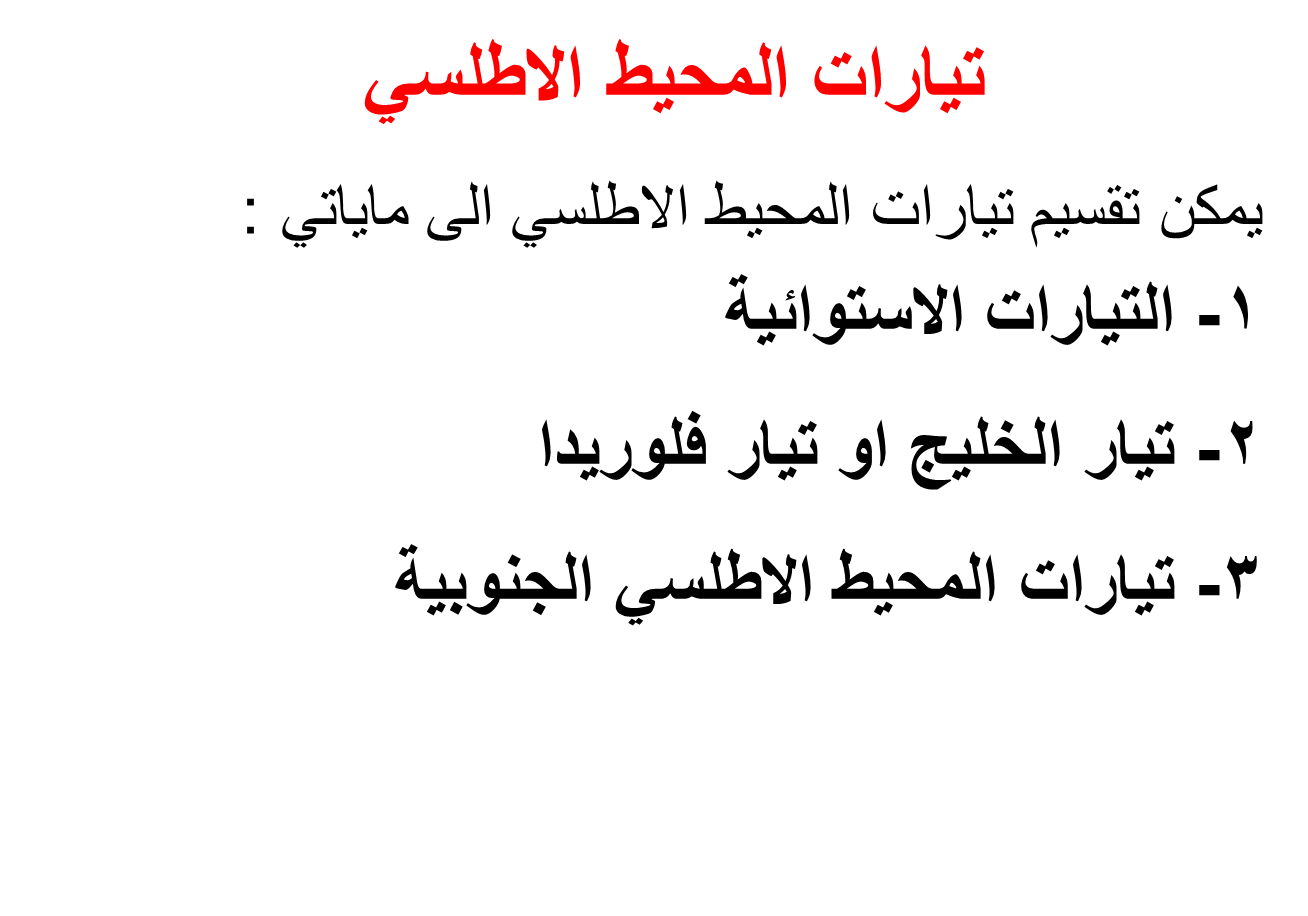 تيارات المحيط الاطلسي
يمكن تقسيم تيارات المحيط الاطلسي الى ماياتي :
١- التيارات الاستوائية
٢- تيار الخليج او تيار فلوريدا
٣- تيارات المحيط الاطلسي الجنوبية